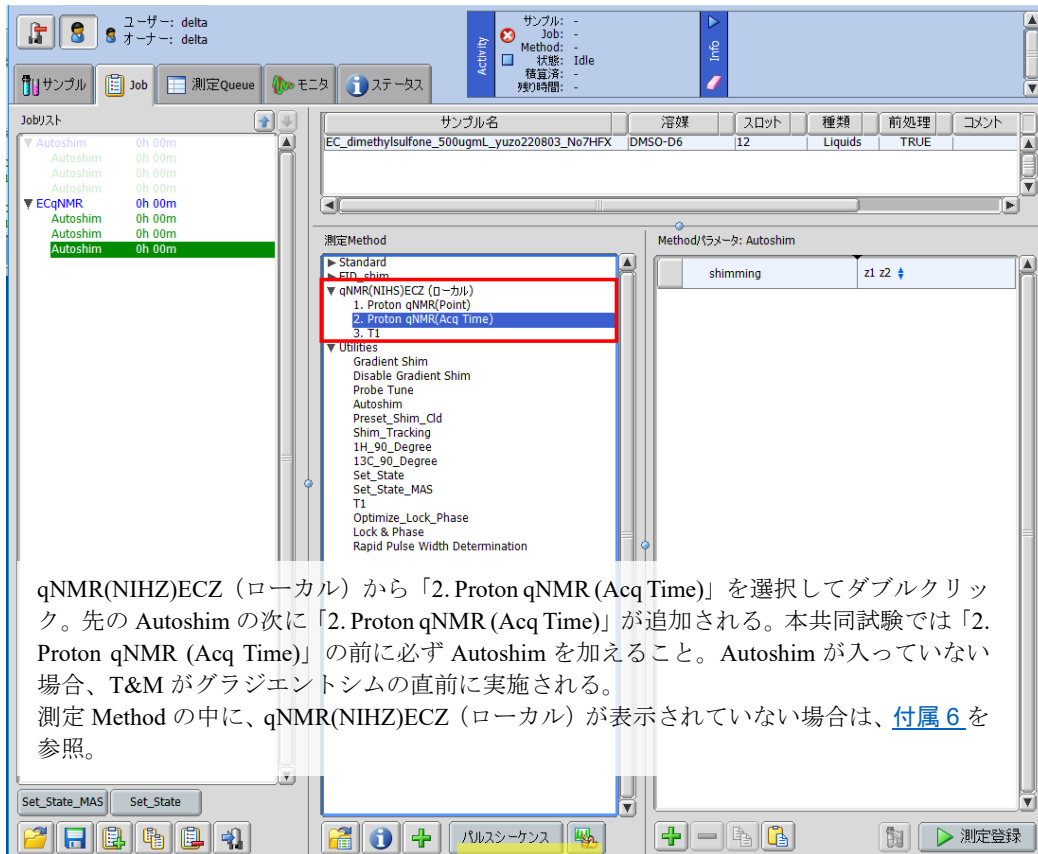 ユーザー: delta
オーナー: delta
Activity
サンプル: -
Job: -
Method: -
状態: Idle
積算済: -
残り時間: -
Info
サンプル
Job
測定Queue
モニタ
ステータス
Jobリスト
Autoshim 0h 00m
Autoshim 0h 00m
Autoshim 0h 00m
Autoshim 0h 00m
ECqNMR 0h 00m
Autoshim 0h 00m
Autoshim 0h 00m
Autoshim 0h 00m
サンプル名 溶媒 スロット 種類 前処理 コメント
EC_dimethylsulfone_500ugmL_yuzo220803_No7HFX DMSO-D6 12 Liquids TRUE
測定Method
Standard
FID_shim
qNMR(NIHS)ECZ (ローカル)
1. Proton qNMR(Point)
2. Proton qNMR(Acq Time)
3. T1
Utilities
Gradient Shim
Disable Gradient Shim
Probe Tune
Autoshim
Preset_Shim_Cld
Shim_Tracking
1H_90_Degree
13C_90_Degree
Set_State
Set_State_MAS
T1
Optimize_Lock_Phase
Lock & Phase
Rapid Pulse Width Determination
Method/パラメータ: Autoshim
shimming z1 z2
qNMR(NIHZ)ECZ（ローカル）から「2. Proton qNMR (Acq Time)」を選択してダブルクリッ
ク。先の Autoshim の次に「2. Proton qNMR (Acq Time)」が追加される。本共同試験では「2.
Proton qNMR (Acq Time)」の前に必ず Autoshim を加えること。Autoshim が入っていない
場合、T&M がグラジエントシムの直前に実施される。
測定 Method の中に、qNMR(NIHZ)ECZ（ローカル）が表示されていない場合は、付属 6 を
参照。
Set_State_MAS
Set_State
パルスシーケンス
測定登録